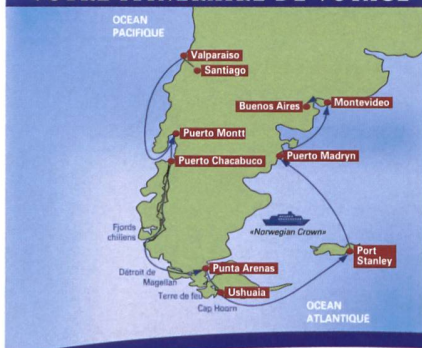 OCEAN
PACIFIQUE
Valparaiso
Santiago
Buenos Aires
Montevideo
Puerto Montt
Puerto Chacabuco
Puerto Madryn
Fjords
chiliens
«Norwegian Crown»
Port
Stanley
Détroit de
Magellan
Punta Arenas
Terre de feu
Ushuaia
Cap Hoorn
OCEAN
ATLANTIQUE